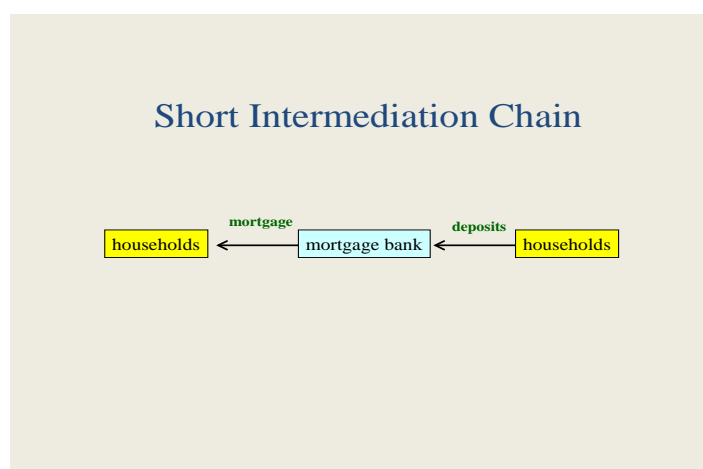 Short Intermediation Chain
mortgage
deposits
households
mortgage bank
households